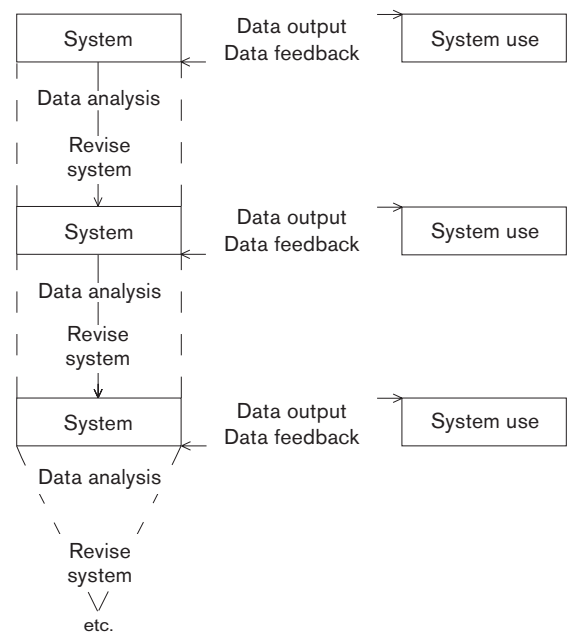 System
Data output
Data feedback
System use
Data analysis
Revise
system
System
Data output
Data feedback
System use
Data analysis
Revise
system
System
Data output
Data feedback
System use
Data analysis
Revise
system
etc.